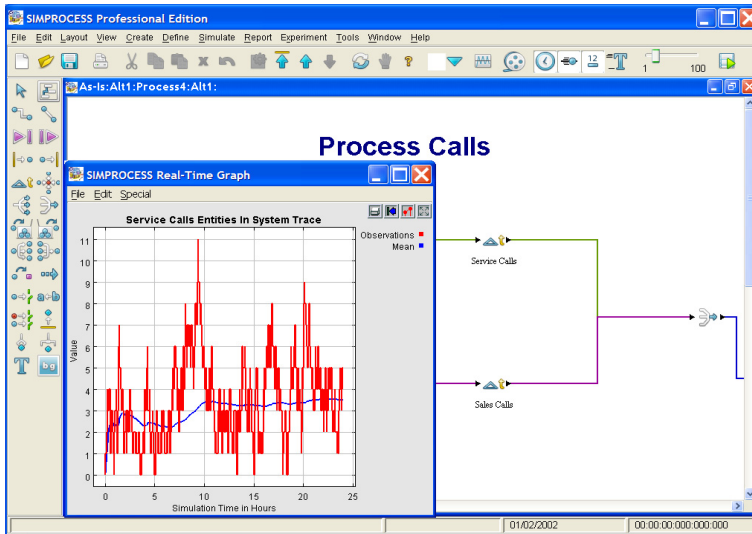 SIMPROCESS Professional Edition
File Edit Layout View Create Define Simulate Report Experiment Tools Window Help
12
1 100
As-Is:Alt1:Process4:Alt1:
Process Calls
SIMPROCESS Real-Time Graph
File Edit Special
Service Calls Entities In System Trace
Observations
Mean
11
10
9
8
7
6
5
4
3
2
1
0
Value
0 5 10 15 20 25
Simulation Time in Hours
Service Calls
Sales Calls
a b
T bg
01/02/2002 00:00:00:000:000:000